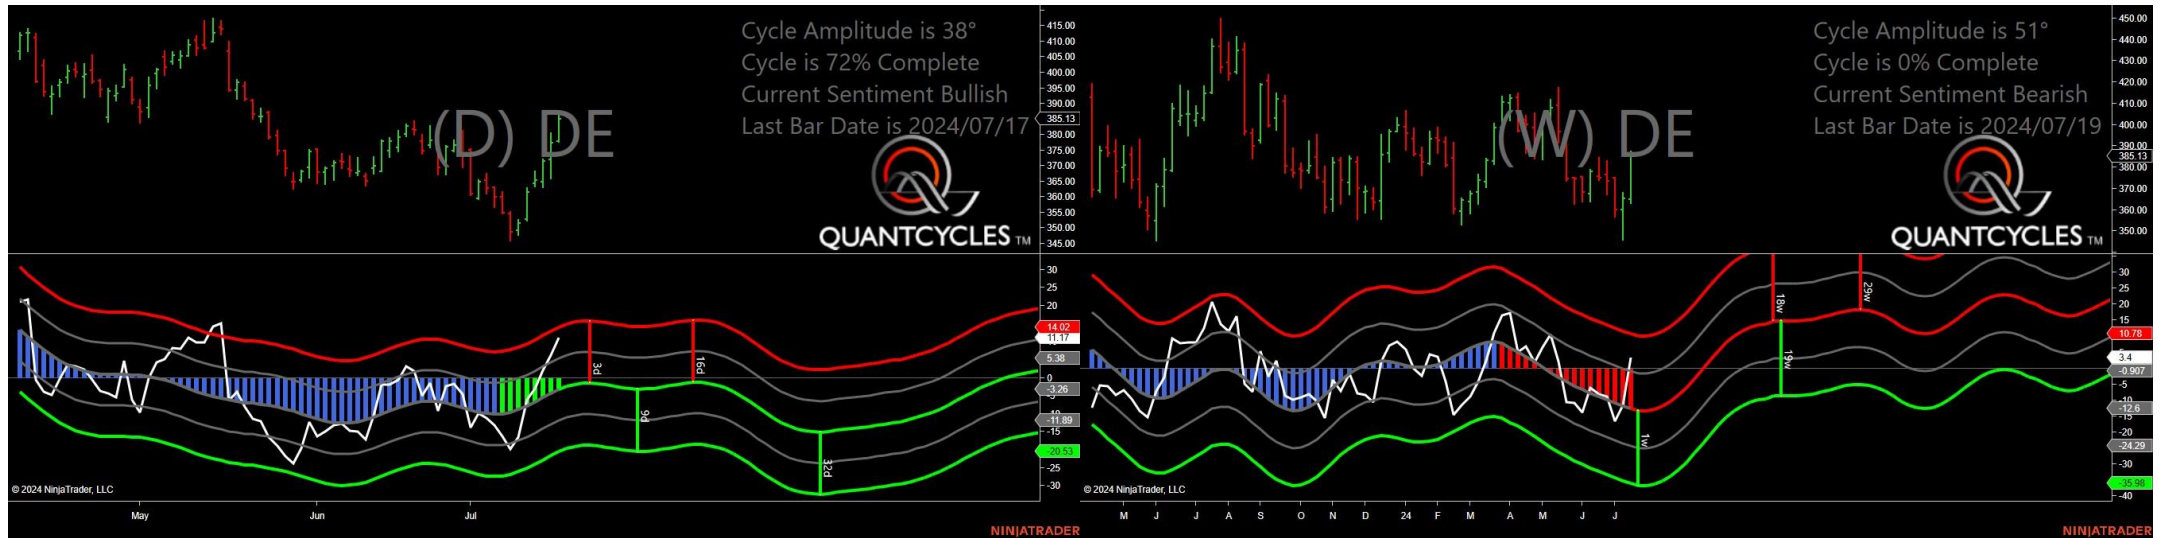 Cycle Amplitude is 38°
Cycle is 72% Complete
Current Sentiment Bullish
Last Bar Date is 2024/07/17
(D) DE
QUANTCYCLES TM
415.00
410.00
405.00
400.00
395.00
390.00
385.13
380.00
375.00
370.00
365.00
360.00
355.00
350.00
345.00
30
25
20
14.02
11.17
5.38
0
-3.26
-11.89
-15
-20.53
-25
-30
3d
9d
16d
32d
© 2024 NinjaTrader, LLC
May
Jun
Jul
NINJATRADER
Cycle Amplitude is 51°
Cycle is 0% Complete
Current Sentiment Bearish
Last Bar Date is 2024/07/19
(W) DE
QUANTCYCLES TM
450.00
440.00
430.00
420.00
410.00
400.00
390.00
385.13
380.00
370.00
360.00
350.00
30
25
20
15
10.78
3.4
-0.907
-5
-12.6
-20
-24.29
-30
-35.98
-40
1w
18w
19w
29w
© 2024 NinjaTrader, LLC
M
J
J
A
S
O
N
D
24
F
M
A
M
J
J
NINJATRADER